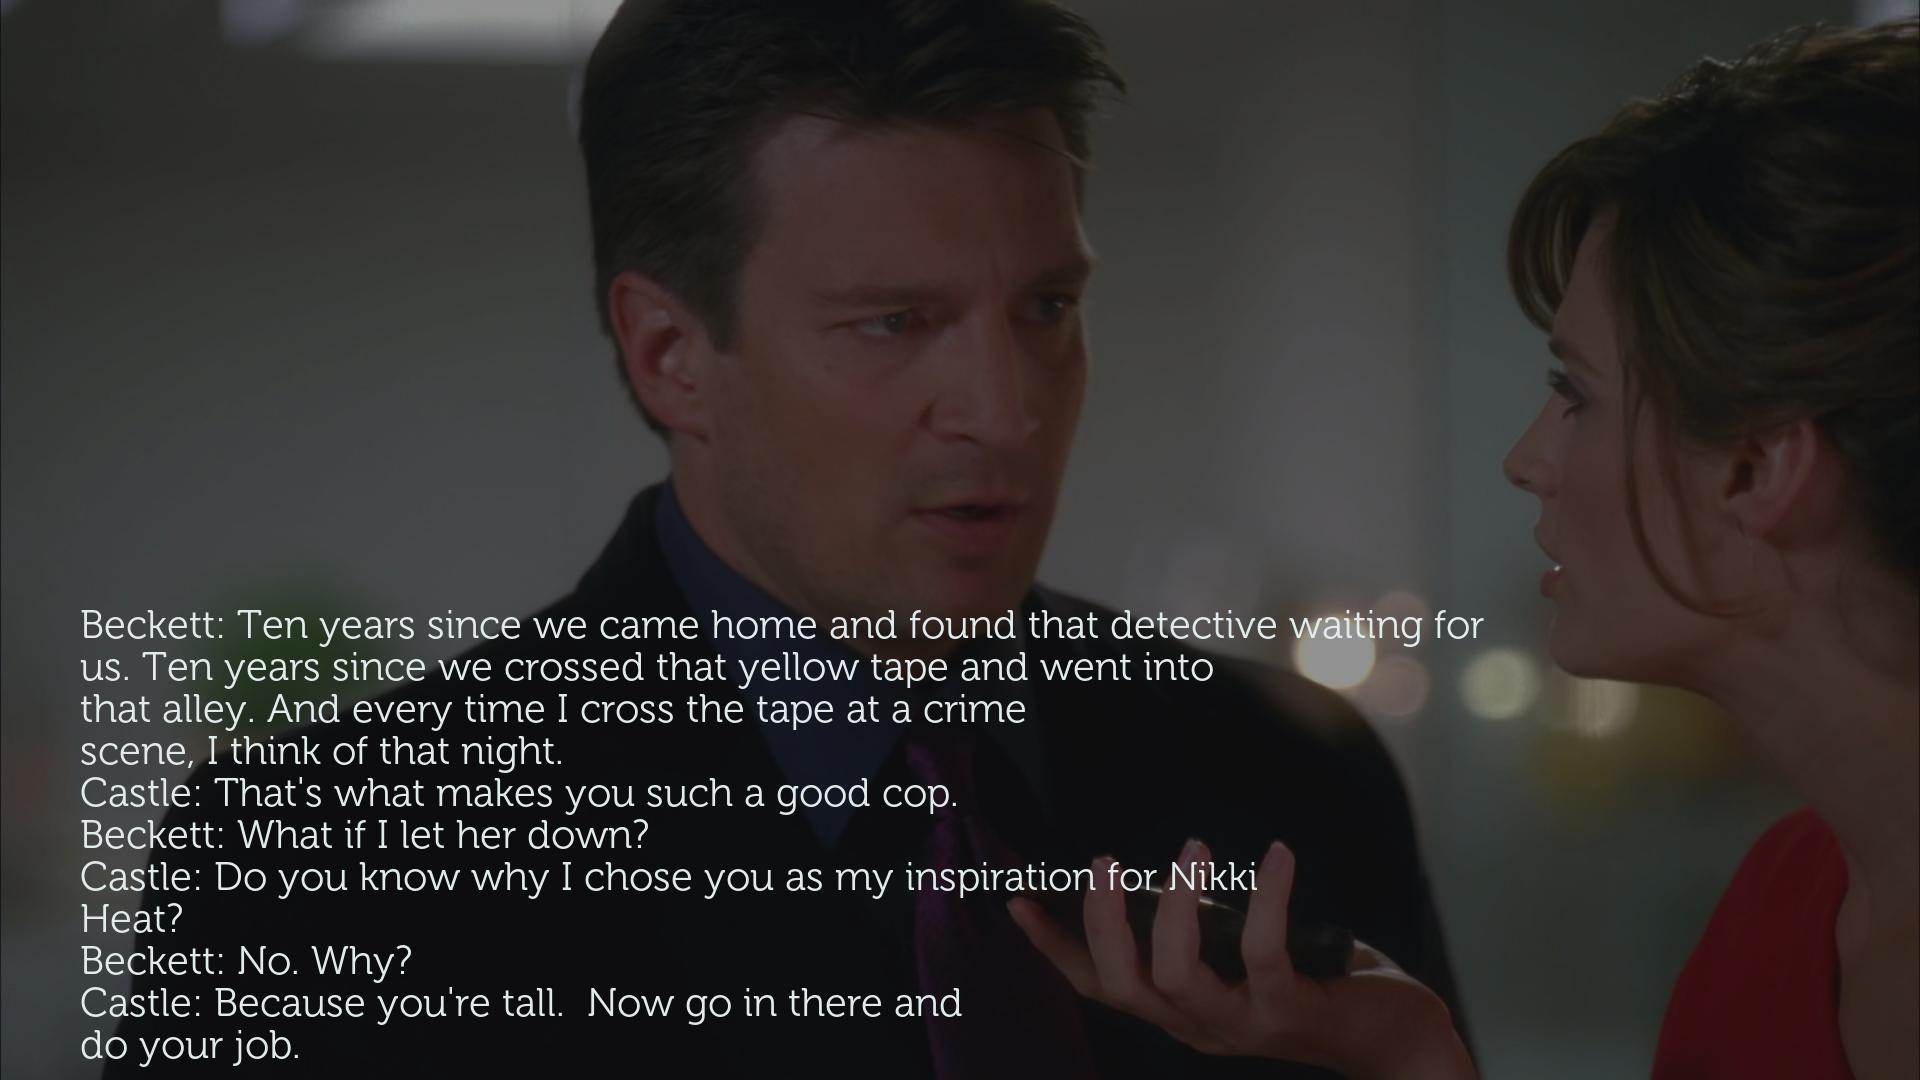 Beckett: Ten years since we came home and found that detective waiting for
us. Ten years since we crossed that yellow tape and went into
that alley. And every time I cross the tape at a crime
scene, I think of that night.
Castle: That's what makes you such a good cop.
Beckett: What if I let her down?
Castle: Do you know why I chose you as my inspiration for Nikki
Heat?
Beckett: No. Why?
Castle: Because you're tall.  Now go in there and
do your job.